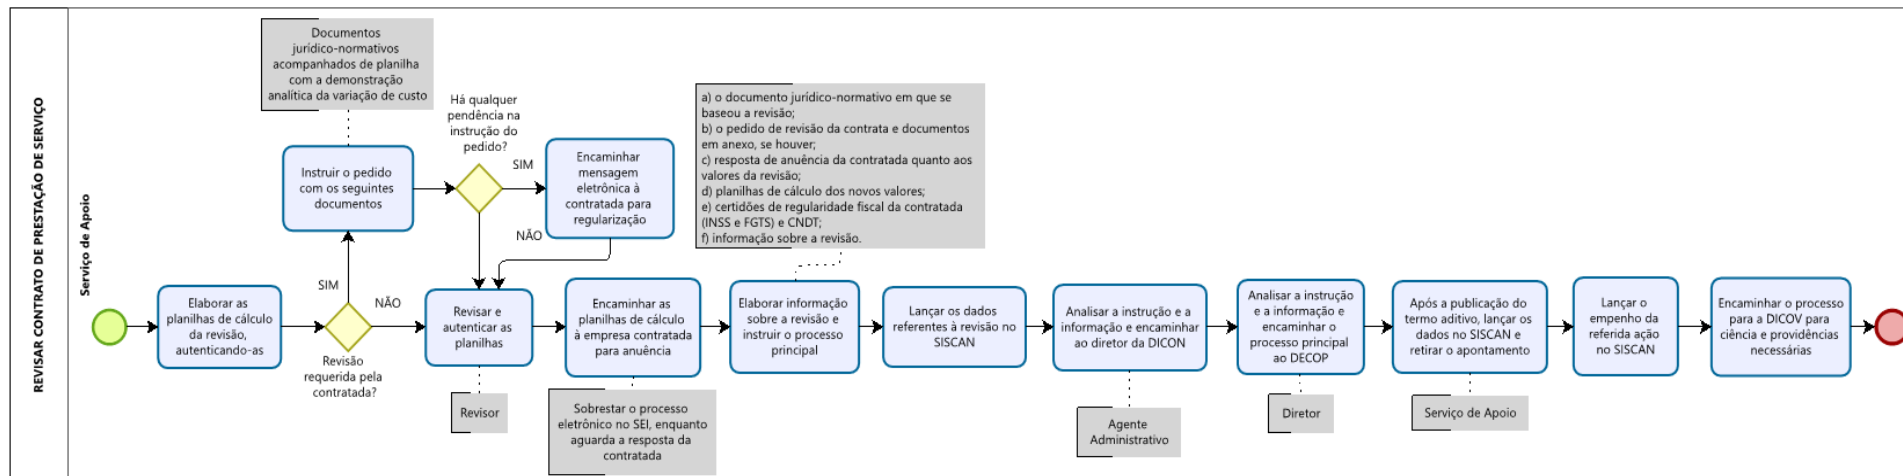 REVISAR CONTRATO DE PRESTAÇÃO DE SERVIÇO
Serviço de Apoio
Documentos
jurídico-normativos
acompanhados de planilha
com a demonstração
analítica da variação de custo
Há qualquer
pendência na
instrução do
pedido?
Instruir o pedido
com os seguintes
documentos
SIM
Encaminhar
mensagem
eletrônica à
contratada para
regularização
NÃO
a) o documento jurídico-normativo em que se
baseou a revisão;
b) o pedido de revisão da contrata e documentos
em anexo, se houver;
c) resposta de anuência da contratada quanto aos
valores da revisão;
d) planilhas de cálculo dos novos valores;
e) certidões de regularidade fiscal da contratada
(INSS e FGTS) e CNDT;
f) informação sobre a revisão.
Elaborar as
planilhas de cálculo
da revisão,
autenticando-as
SIM
NÃO
Revisão
requerida pela
contratada?
Revisar e
autenticar as
planilhas
Revisor
Encaminhar as
planilhas de cálculo
à empresa contratada
para anuência
Sobrestar o processo
eletrônico no SEI, enquanto
aguarda a resposta da
contratada
Elaborar informação
sobre a revisão e
instruir o processo
principal
Lançar os dados
referentes à revisão no
SISCAN
Analisar a instrução e a
informação e encaminhar
ao diretor da DICON
Agente
Administrativo
Analisar a instrução
e a informação e
encaminhar o
processo principal
ao DECOP
Diretor
Após a publicação do
termo aditivo, lançar os
dados no SISCAN e
retirar o apontamento
Serviço de Apoio
Lançar o
empenho da
referida ação
no SISCAN
Encaminhar o processo
para a DICOV para
ciência e providências
necessárias